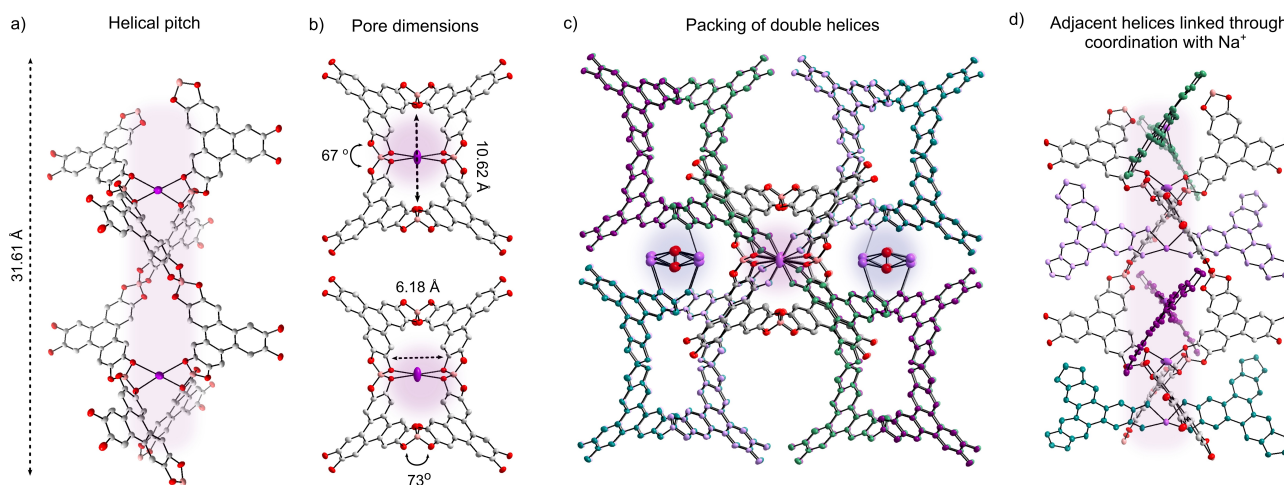 a)
Helical pitch
31.61 Å
b)
Pore dimensions
67 º
10.62 Å
6.18 Å
73º
c)
Packing of double helices
d)
Adjacent helices linked through
coordination with Na⁺